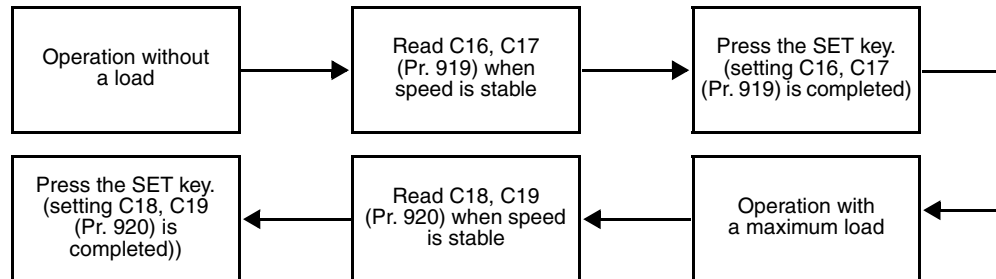 Operation without
a load
Read C16, C17
(Pr. 919) when
speed is stable
Press the SET key.
(setting C16, C17
(Pr. 919) is completed)
Operation with
a maximum load
Read C18, C19
(Pr. 920) when speed
is stable
Press the SET key.
(setting C18, C19
(Pr. 920) is
completed))